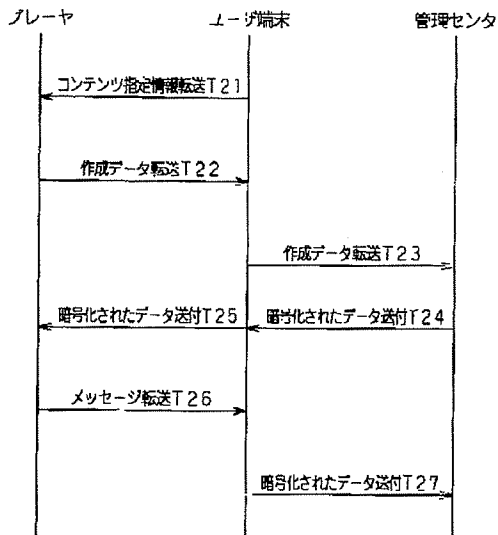 プレーヤ
ユーザ端末
管理センタ
コンテンツ指定情報転送T21
作成データ転送T22
作成データ転送T23
暗号化されたデータ送付T25
暗号化されたデータ送付T24
メッセージ転送T26
暗号化されたデータ送付T27